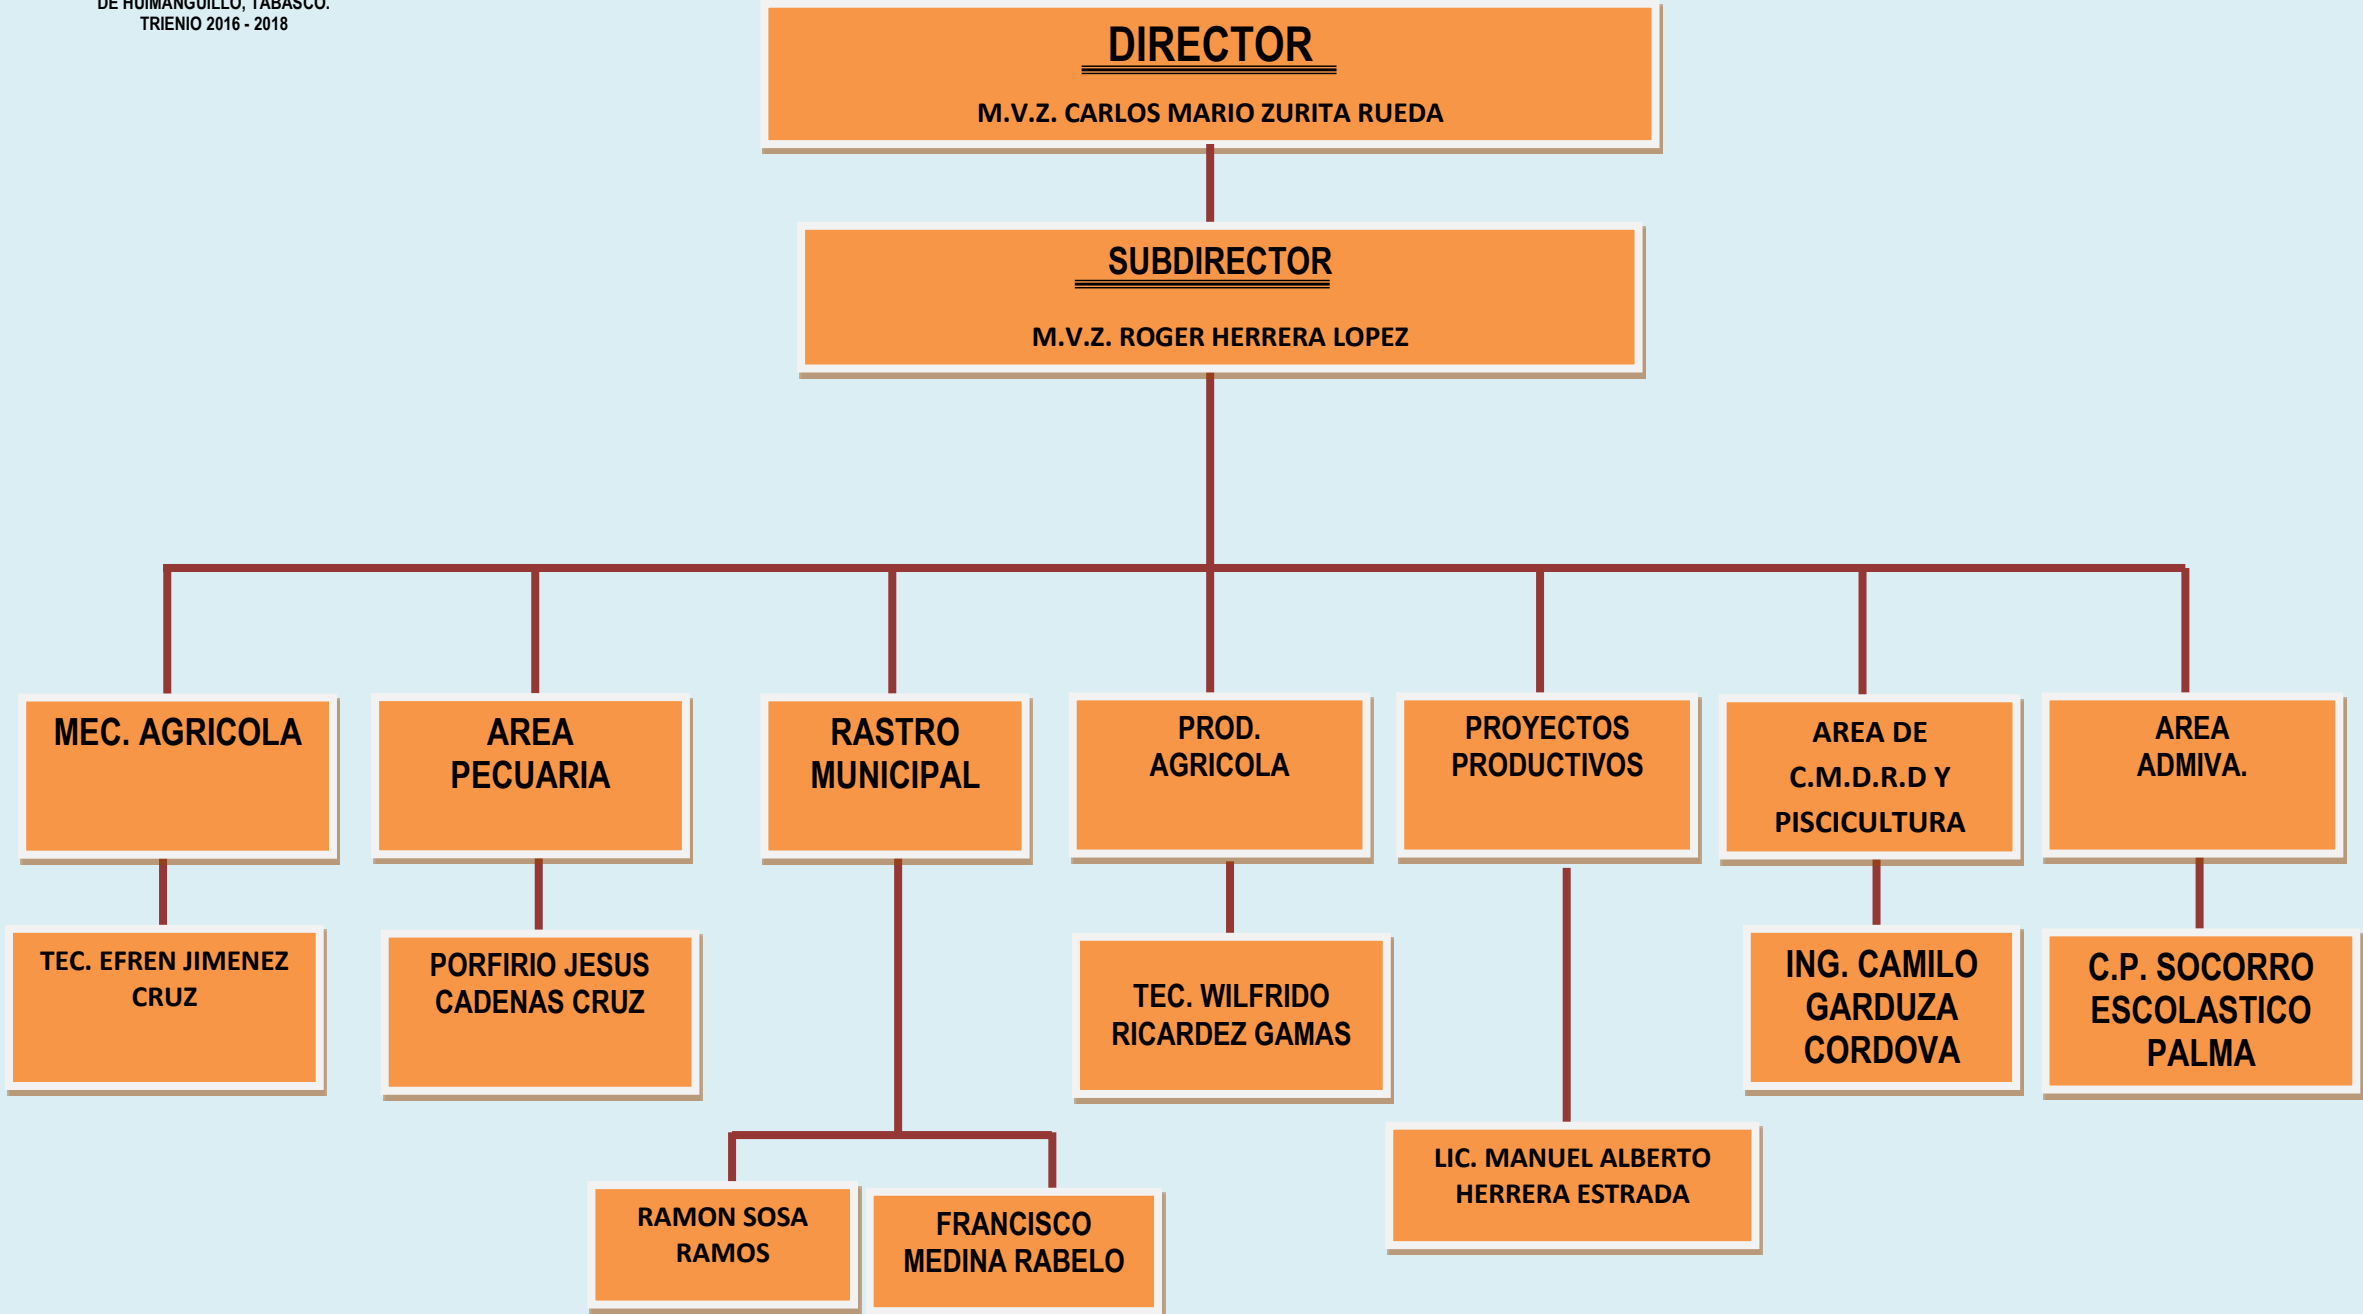 DE HUIMANGUILLO, TABASCO.
TRIENIO 2016 - 2018
DIRECTOR
M.V.Z. CARLOS MARIO ZURITA RUEDA
SUBDIRECTOR
M.V.Z. ROGER HERRERA LOPEZ
MEC. AGRICOLA
AREA
PECUARIA
RASTRO
MUNICIPAL
PROD.
AGRICOLA
PROYECTOS
PRODUCTIVOS
AREA DE
C.M.D.R.D Y
PISCICULTURA
AREA
ADMIVA.
TEC. EFREN JIMENEZ
CRUZ
PORFIRIO JESUS
CADENAS CRUZ
TEC. WILFRIDO
RICARDEZ GAMAS
ING. CAMILO
GARDUZA
CORDOVA
C.P. SOCORRO
ESCOLASTICO
PALMA
RAMON SOSA
RAMOS
FRANCISCO
MEDINA RABELO
LIC. MANUEL ALBERTO
HERRERA ESTRADA